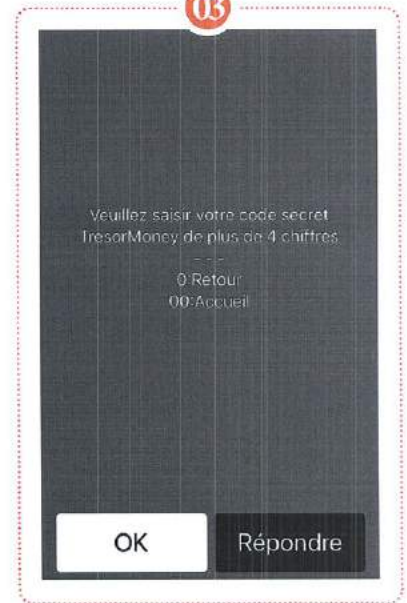 03
Veuillez saisir votre code secret
TresorMoney de plus de 4 chiffres
---
0:Retour
00:Accueil
OK
Répondre